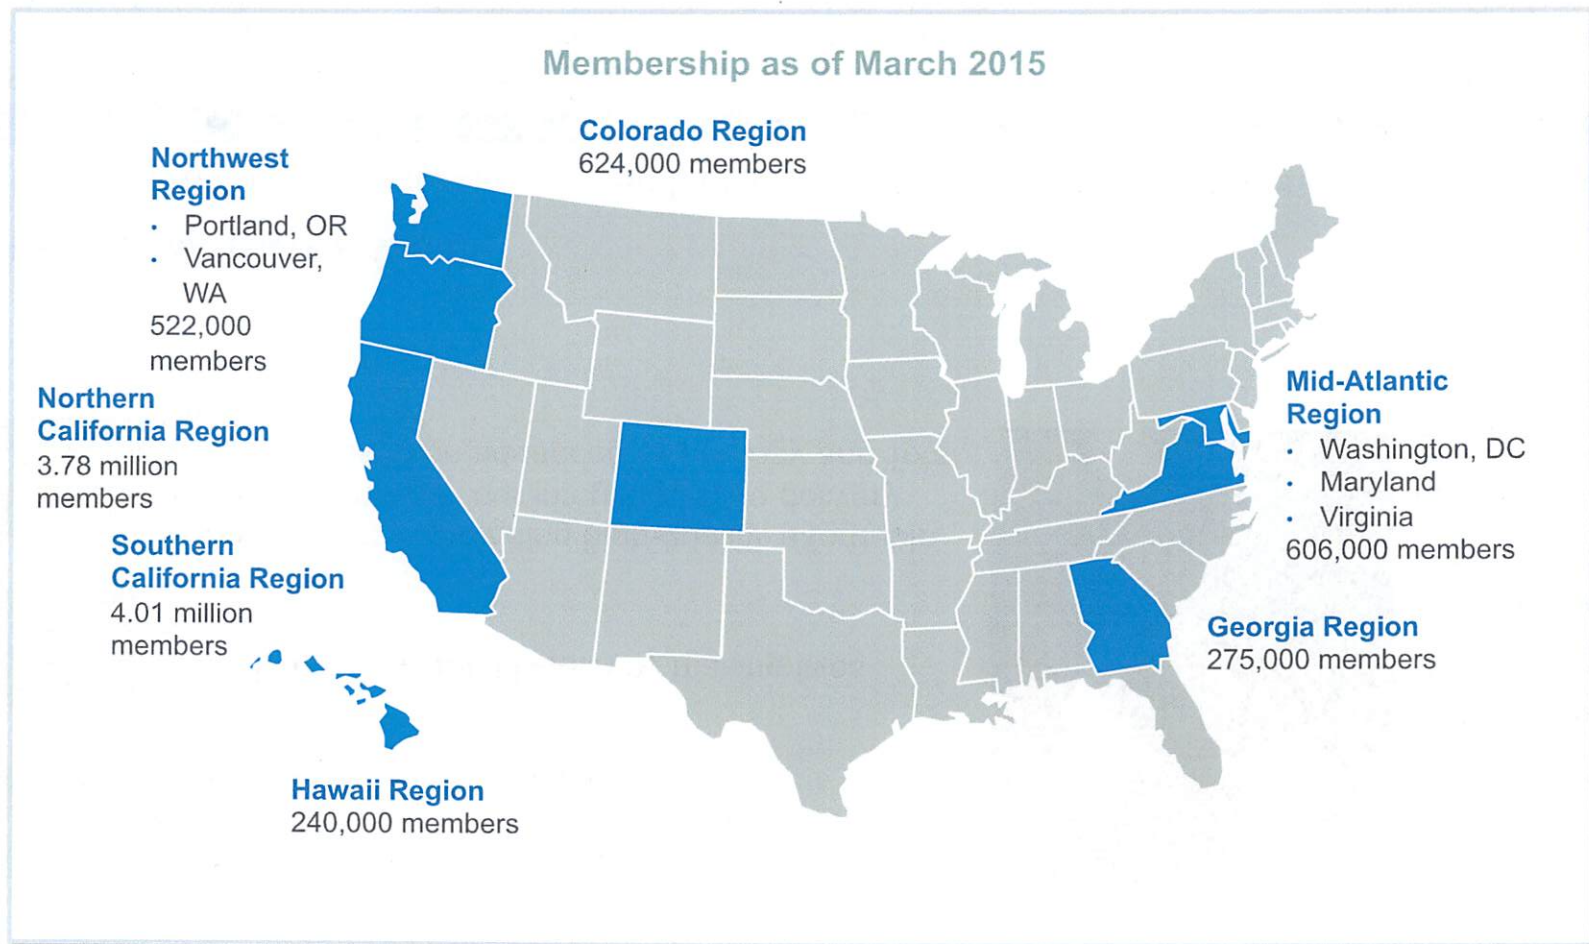 Membership as of March 2015
Colorado Region
624,000 members
Northwest
Region
• Portland, OR
• Vancouver,
WA
522,000
members
Northern
California Region
3.78 million
members
Southern
California Region
4.01 million
members
Hawaii Region
240,000 members
Mid-Atlantic
Region
• Washington, DC
• Maryland
• Virginia
606,000 members
Georgia Region
275,000 members